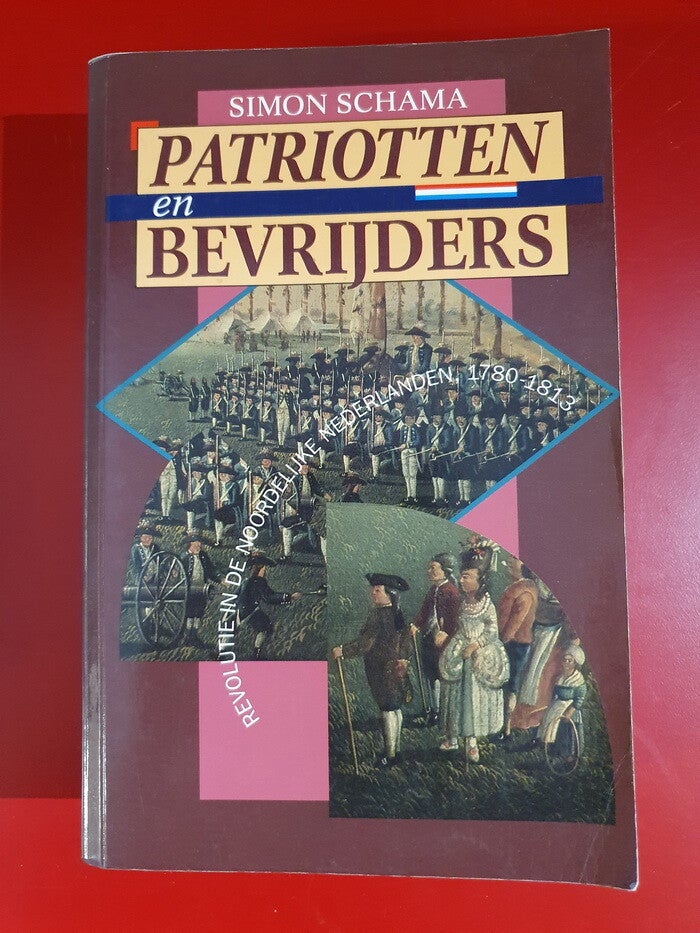 SIMON SCHAMA
PATRIOTTEN
en
BEVRIJDERS
REVOLUTIE IN DE NOORDELIJKE NEDERLANDEN, 1780-1813